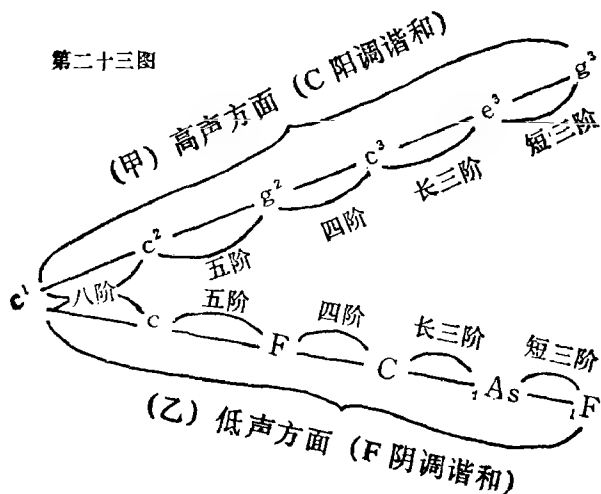 第二十三图
(甲) 高声方面 (C 阳调谐和)
c¹ c² g² c³ e³ g³
八阶 五阶 四阶 长三阶 短三阶
五阶 四阶 长三阶 短三阶
c F C ₁As ₁F
(乙) 低声方面 (F 阴调谐和)